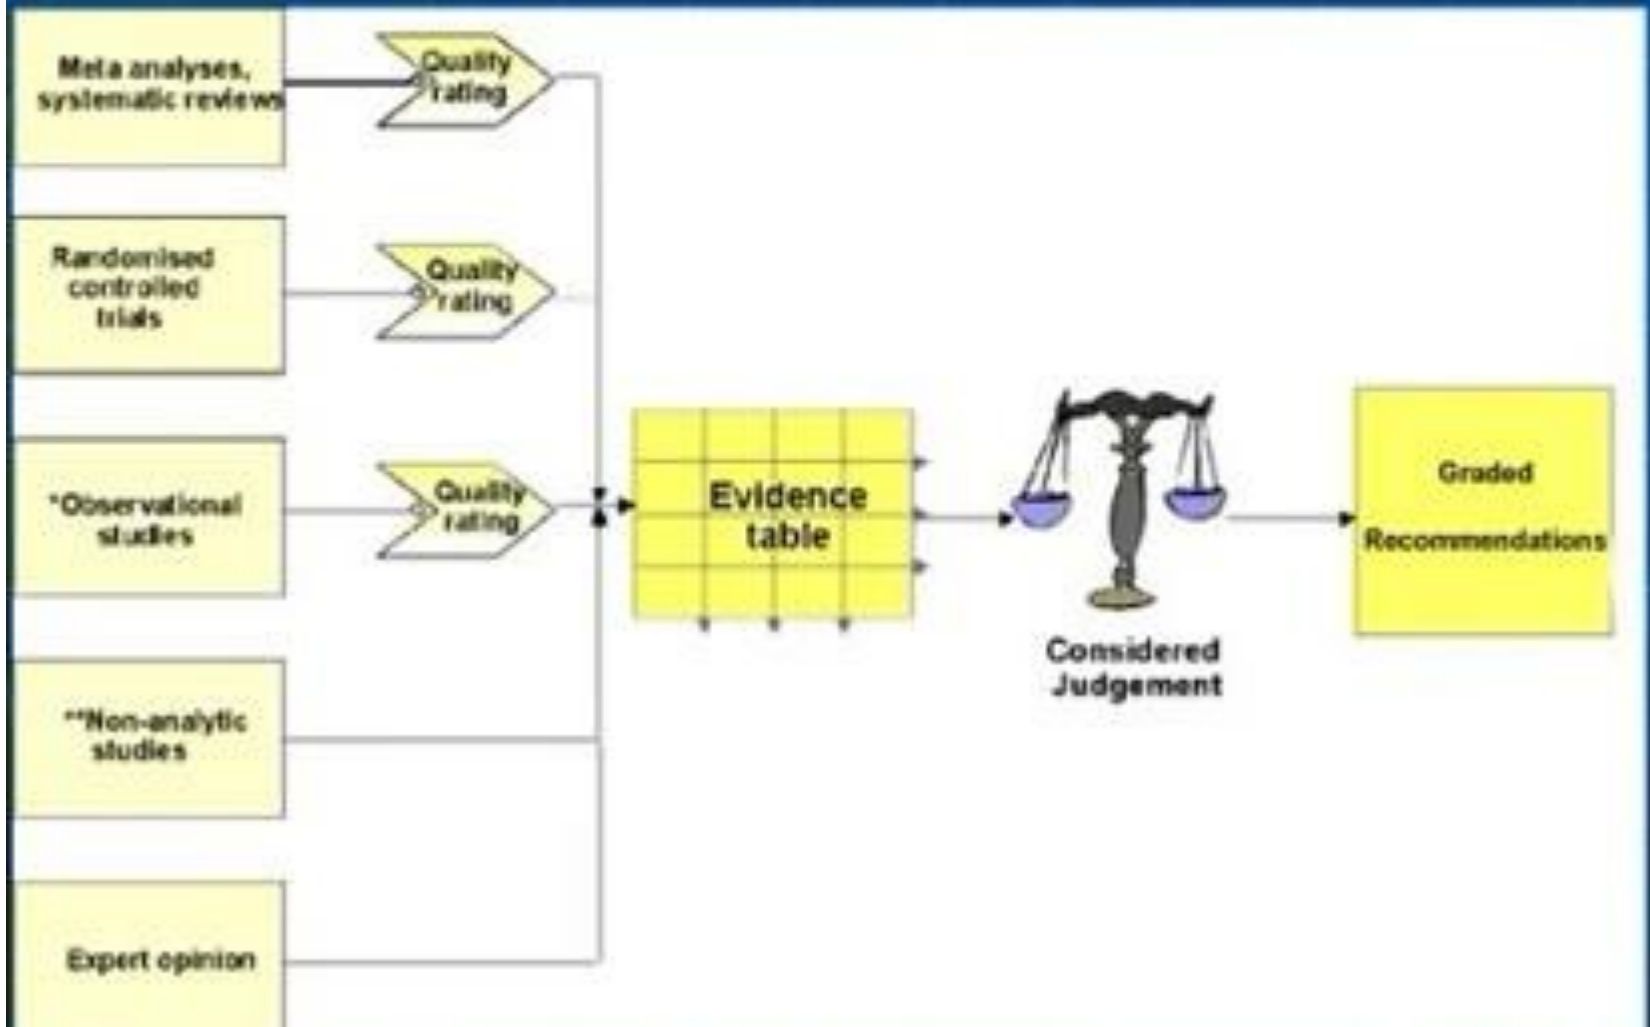 Meta analyses,
systematic reviews
Quality
rating
Randomised
controlled
trials
Quality
rating
*Observational
studies
Quality
rating
**Non-analytic
studies
Expert opinion
Evidence
table
Considered
Judgement
Graded
Recommendations